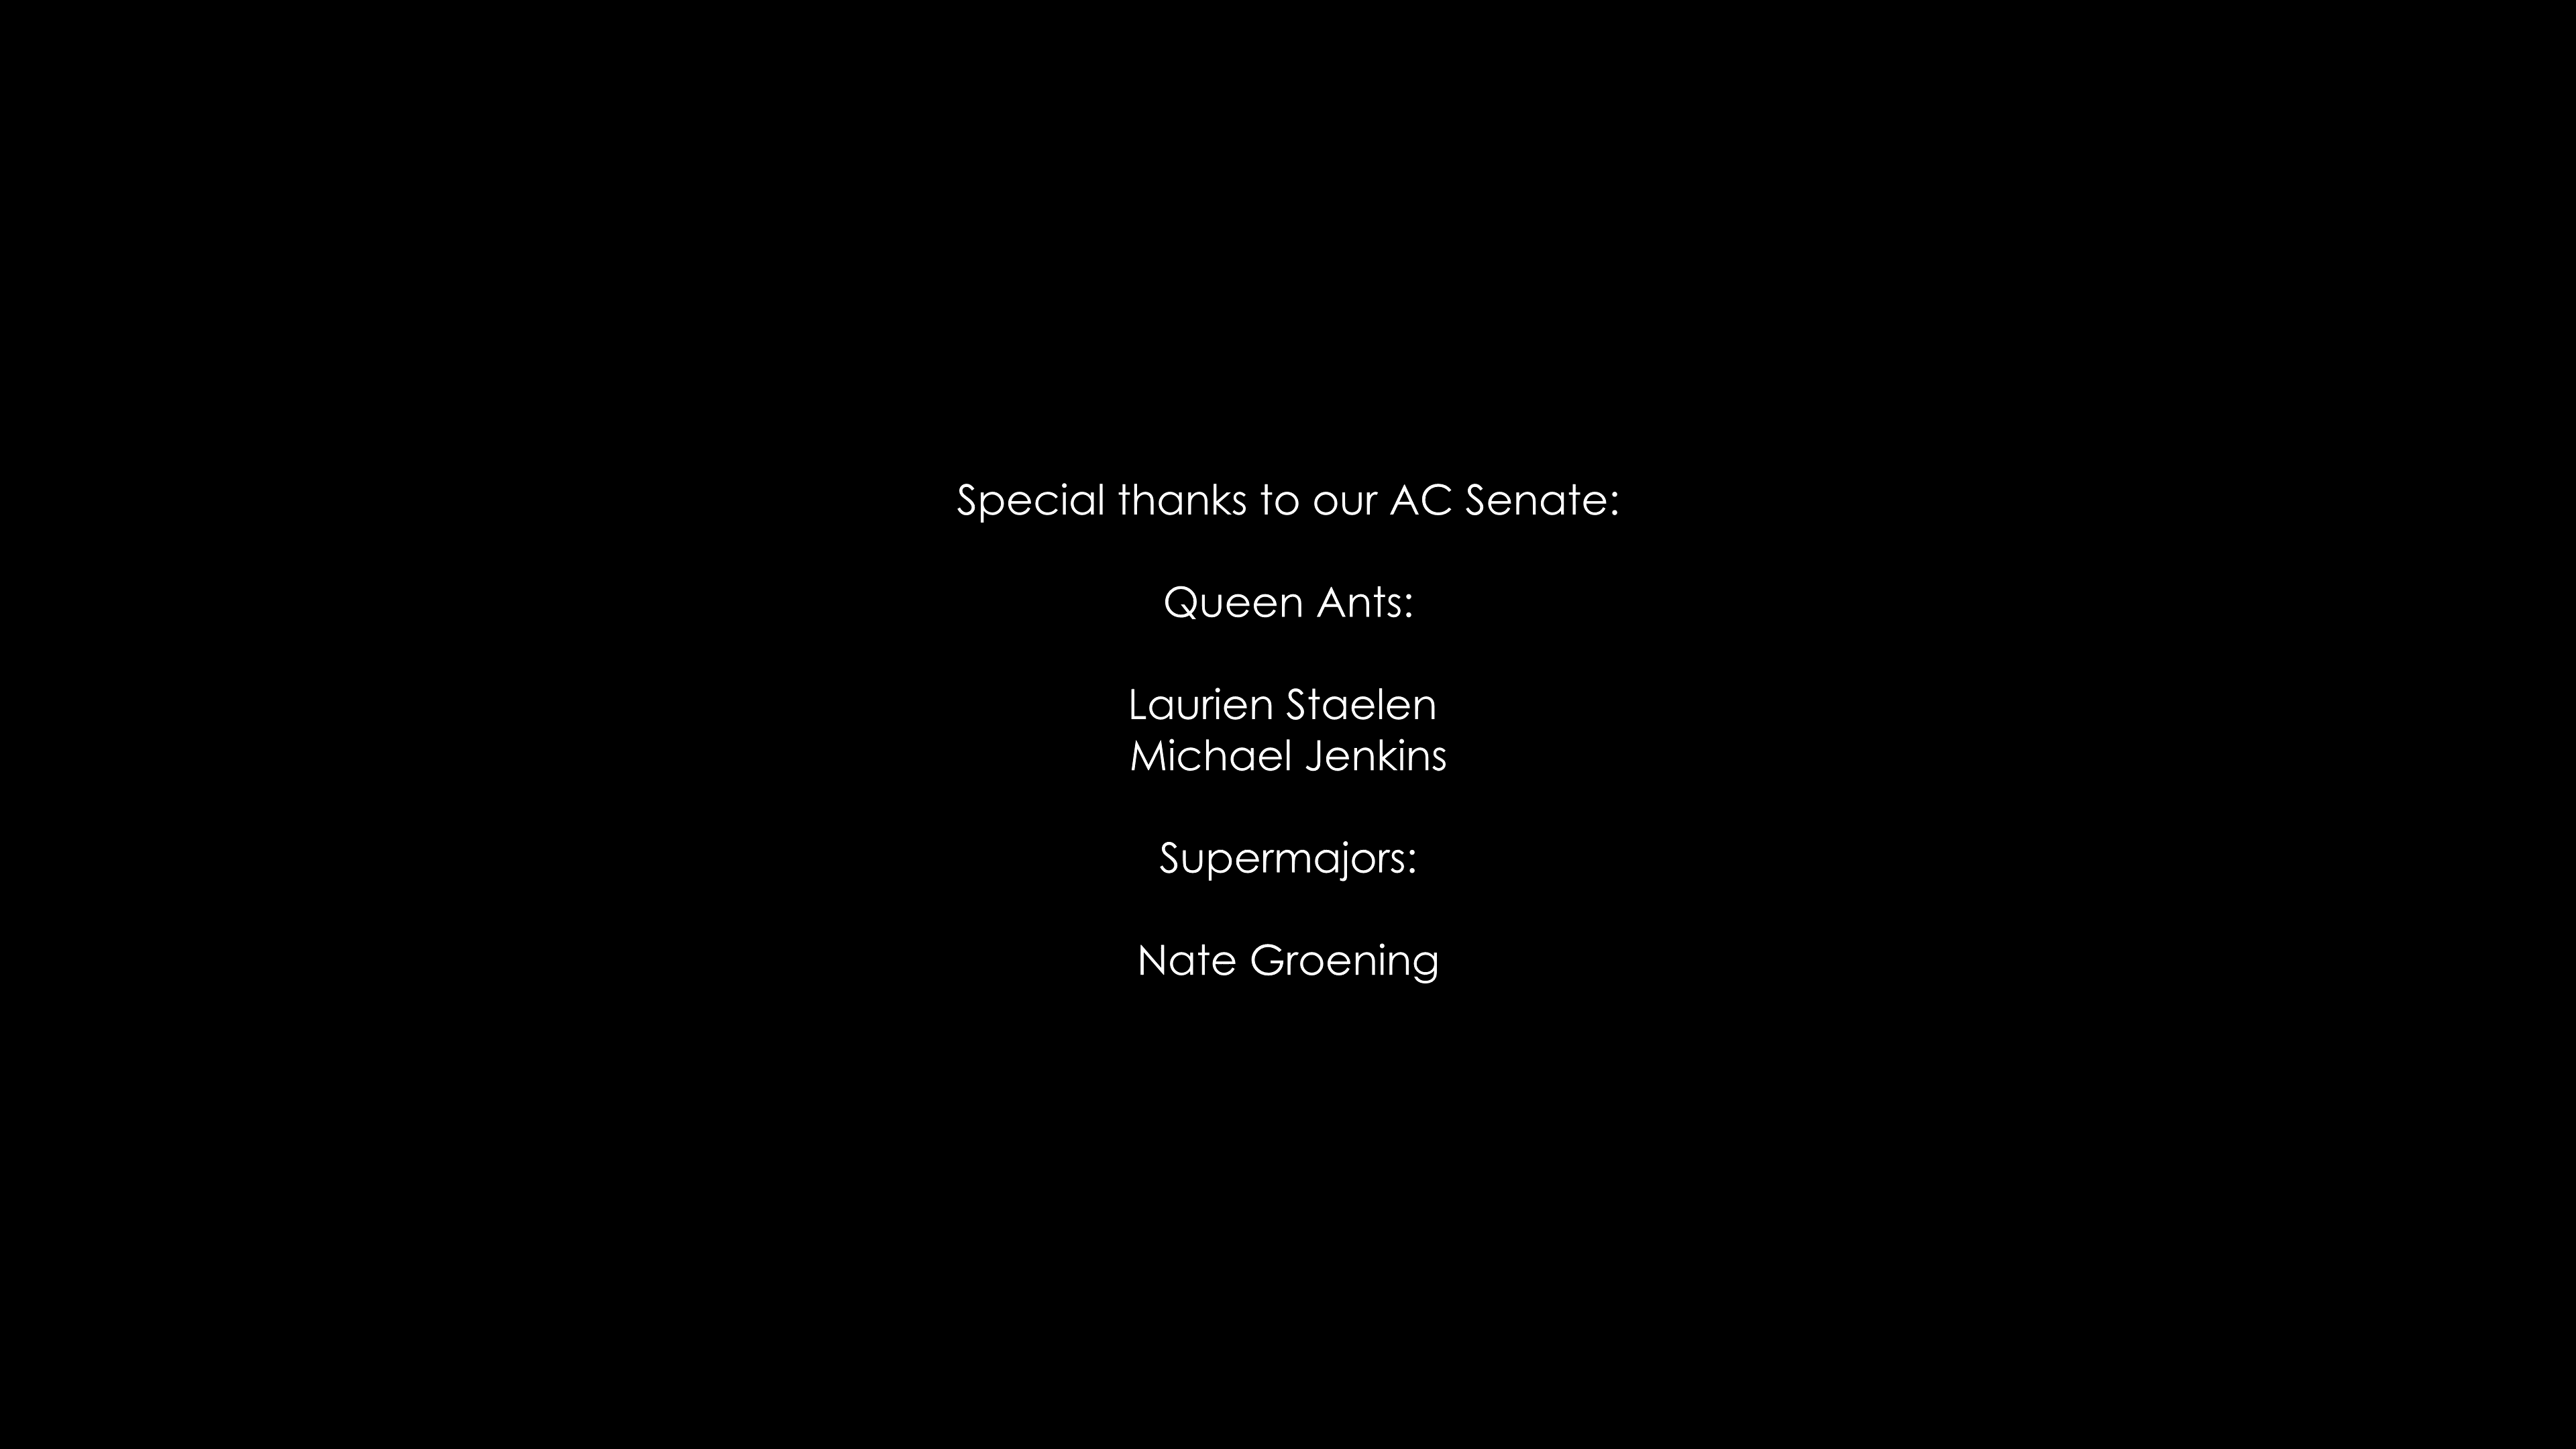 Special thanks to our AC Senate:
Queen Ants:
Laurien Staelen
Michael Jenkins
Supermajors:
Nate Groening